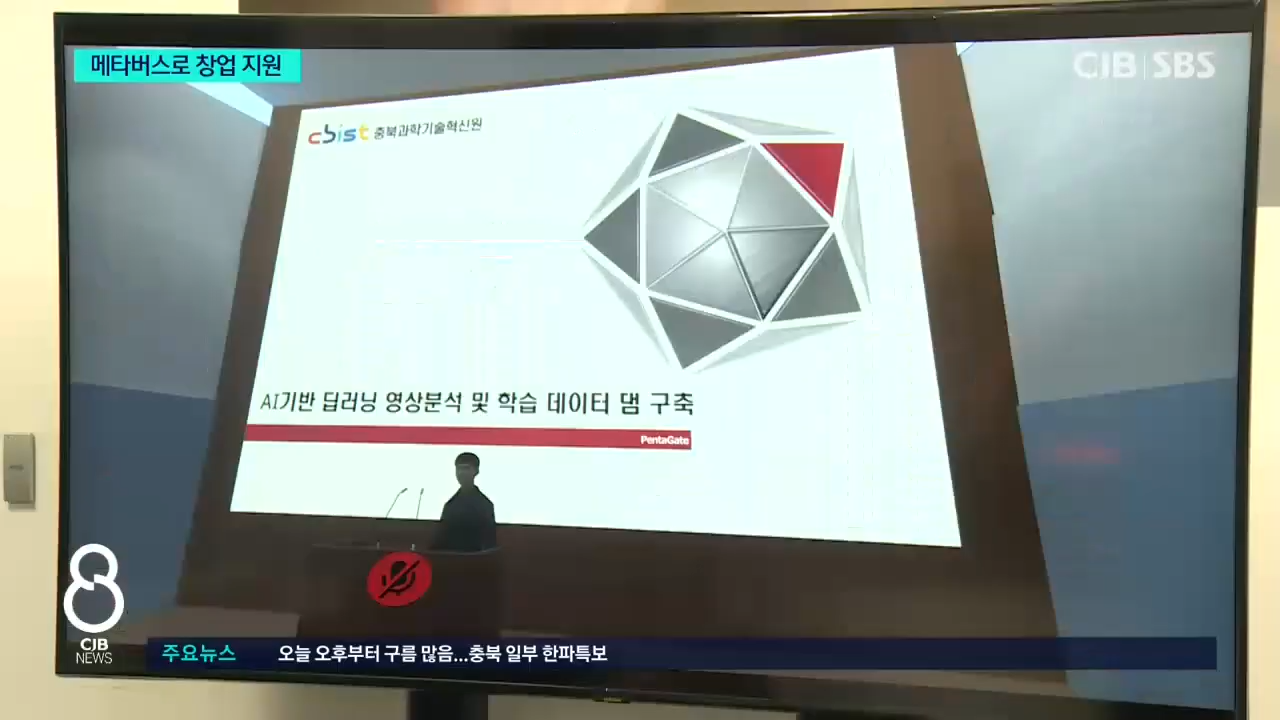 메타버스로 창업 지원
CJB SBS
cbist 충북과학기술혁신원
AI기반 딥러닝 영상분석 및 학습 데이터 댐 구축
PentaGate
8
CJB
NEWS
주요뉴스 오늘 오후부터 구름 많음...충북 일부 한파특보